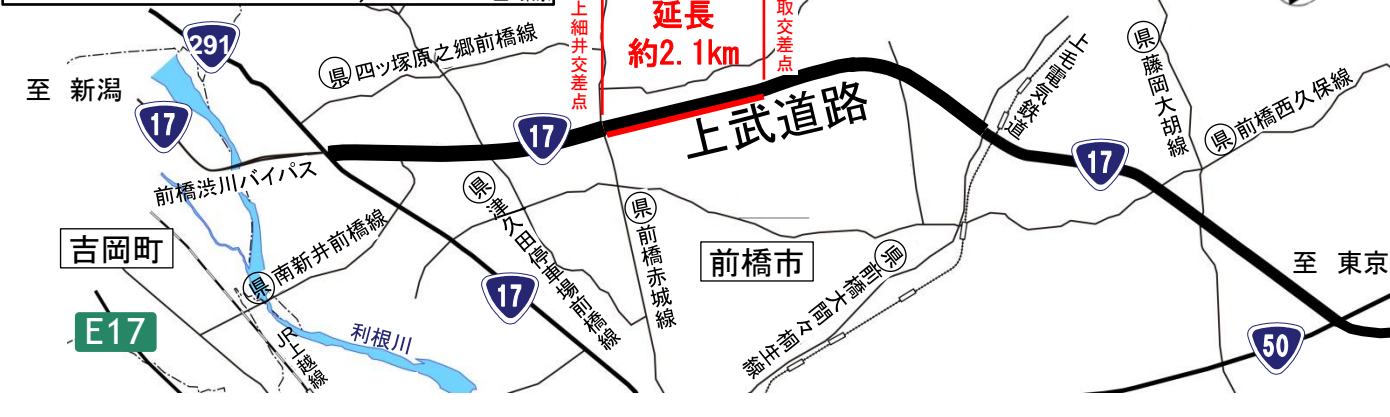 上細井交差点
延長
約2.1km
取交差点
291
県 四ッ塚原之郷前橋線
至 新潟
17
17
上武道路
上毛電気鉄道
県 藤岡大胡線
県 前橋西久保線
17
前橋渋川バイパス
吉岡町
県 南新井前橋線
県 津久田停車場前橋線
県 前橋赤城線
前橋市
県 前橋大間々桐生線
至 東京
17
E17
JR上越線
利根川
50